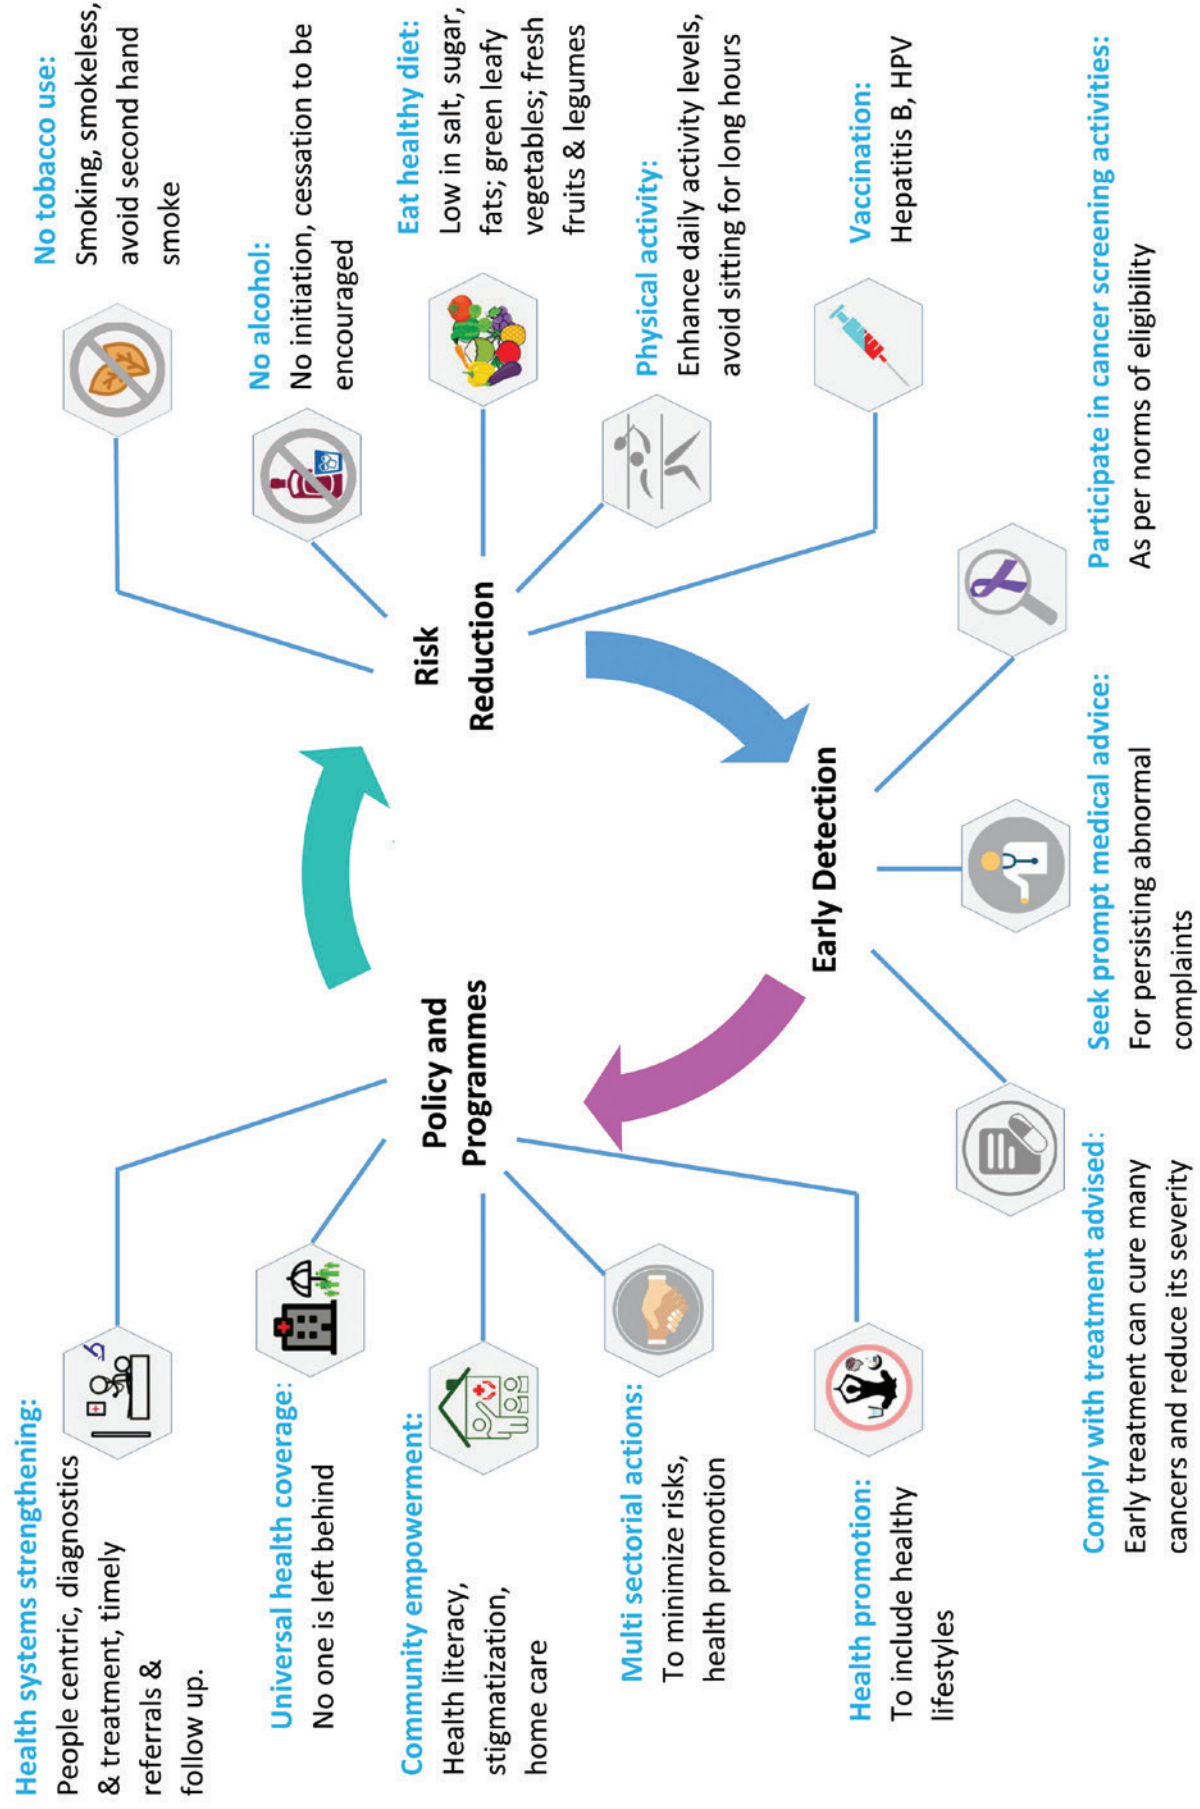 Health systems strengthening:
People centric, diagnostics
& treatment, timely
referrals &
follow up.
Universal health coverage:
No one is left behind
Community empowerment:
Health literacy,
stigmatization,
home care
Multi sectorial actions:
To minimize risks,
health promotion
Health promotion:
To include healthy
lifestyles
Policy and
Programmes
Risk
Reduction
Early Detection
No tobacco use:
Smoking, smokeless,
avoid second hand
smoke
No alcohol:
No initiation, cessation to be
encouraged
Eat healthy diet:
Low in salt, sugar,
fats; green leafy
vegetables; fresh
fruits & legumes
Physical activity:
Enhance daily activity levels,
avoid sitting for long hours
Vaccination:
Hepatitis B, HPV
Comply with treatment advised:
Early treatment can cure many
cancers and reduce its severity
Seek prompt medical advice:
For persisting abnormal
complaints
Participate in cancer screening activities:
As per norms of eligibility